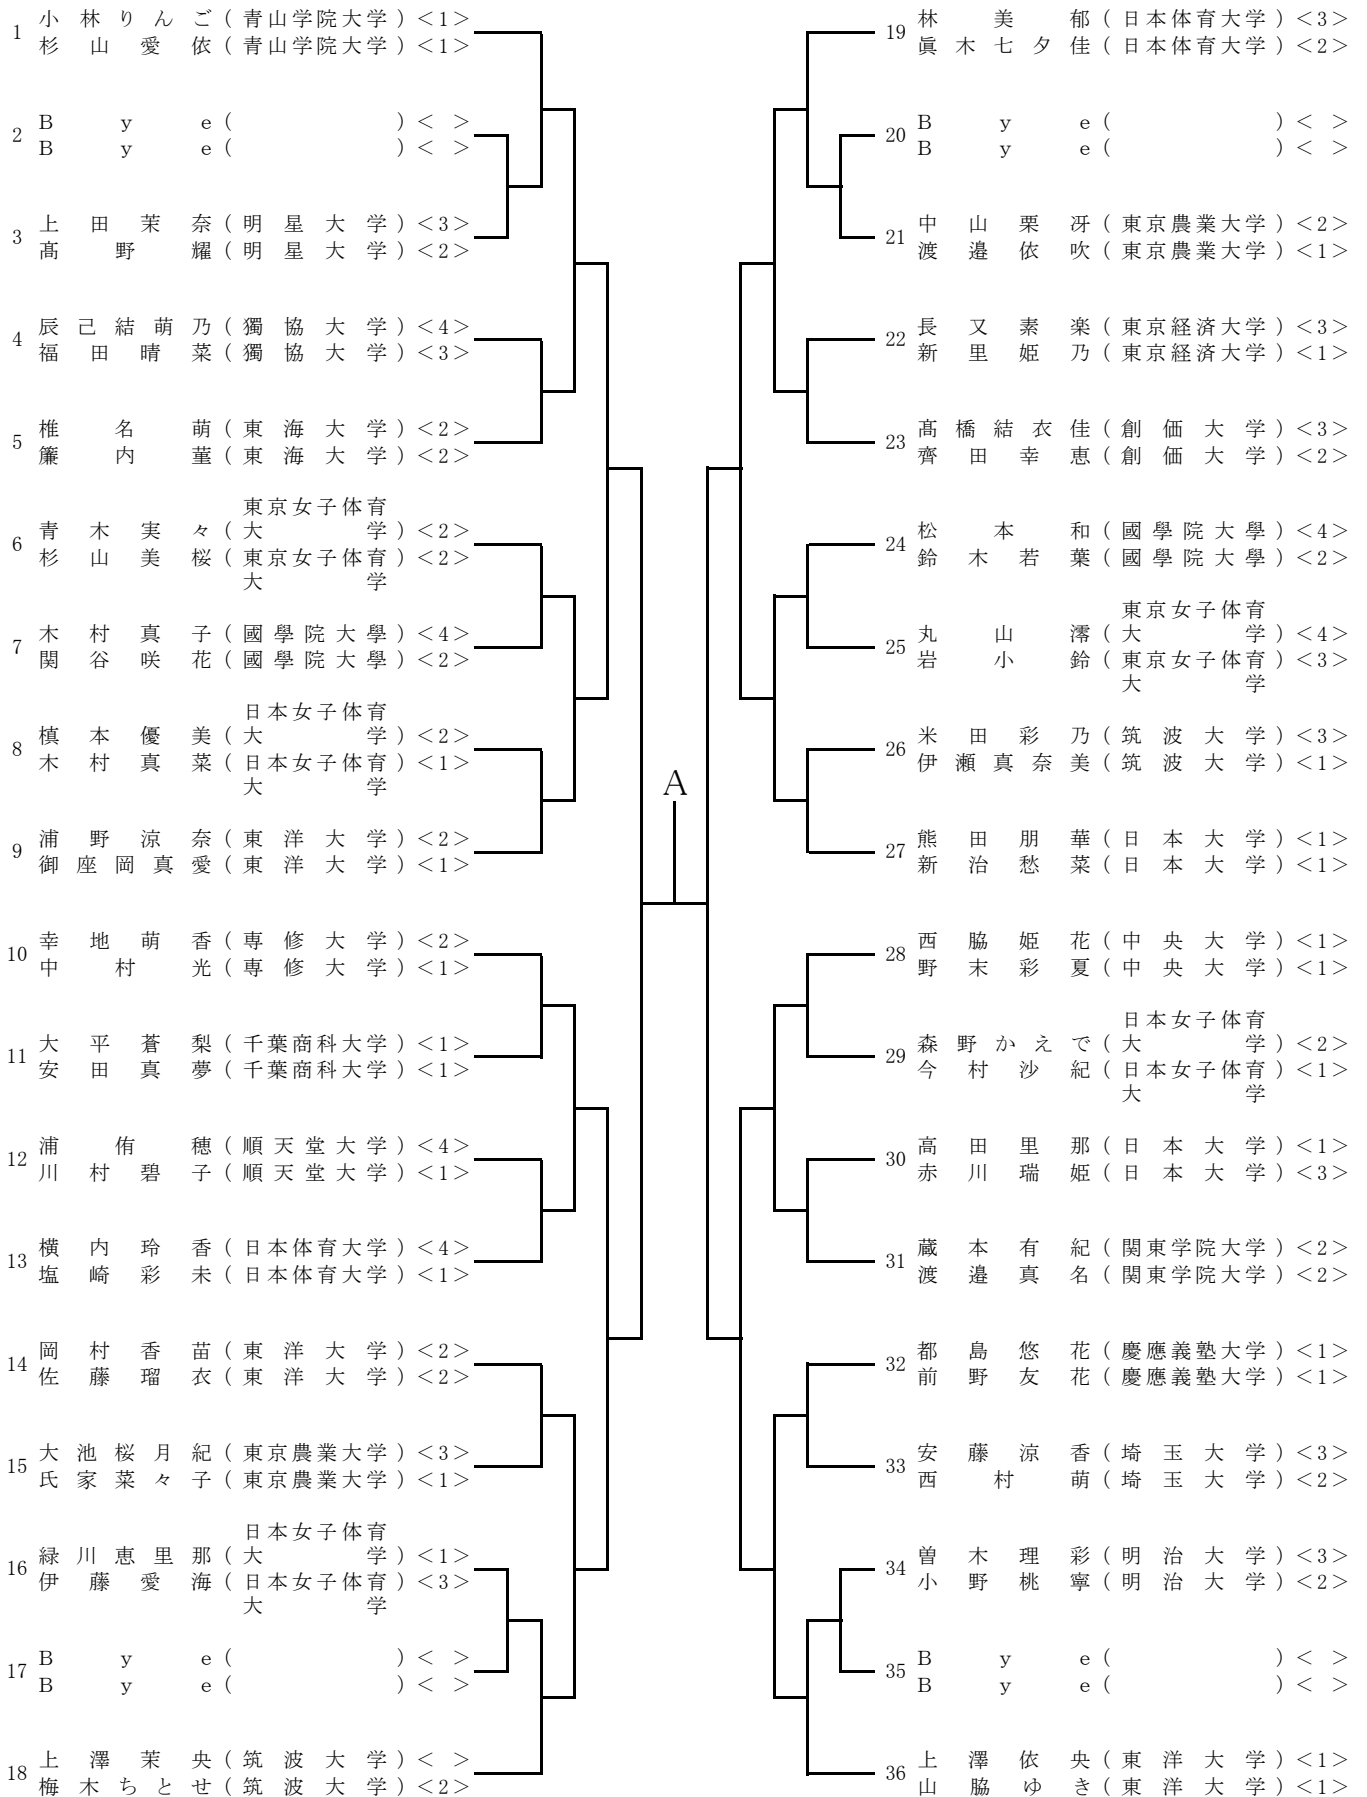 1 小林りんご(青山学院大学)<1>
杉山愛依(青山学院大学)<1>
2 Bye( )< >
Bye( )< >
3 上田茉奈(明星大学)<3>
髙野耀(明星大学)<2>
4 辰己結萌乃(獨協大学)<4>
福田晴菜(獨協大学)<3>
5 椎名萌(東海大学)<2>
簾内菫(東海大学)<2>
6 青木実々(東京女子体育大学)<2>
杉山美桜(東京女子体育大学)<2>
7 木村真子(國學院大學)<4>
関谷咲花(國學院大學)<2>
8 槙本優美(日本女子体育大学)<2>
木村真菜(日本女子体育大学)<1>
9 浦野涼奈(東洋大学)<2>
御座岡真愛(東洋大学)<1>
10 幸地萌香(専修大学)<2>
中村光(専修大学)<1>
11 大平蒼梨(千葉商科大学)<1>
安田真夢(千葉商科大学)<1>
12 浦侑穂(順天堂大学)<4>
川村碧子(順天堂大学)<1>
13 横内玲香(日本体育大学)<4>
塩崎彩未(日本体育大学)<1>
14 岡村香苗(東洋大学)<2>
佐藤瑠衣(東洋大学)<2>
15 大池桜月紀(東京農業大学)<3>
氏家菜々子(東京農業大学)<1>
16 緑川恵里那(日本女子体育大学)<1>
伊藤愛海(日本女子体育大学)<3>
17 Bye( )< >
Bye( )< >
18 上澤茉央(筑波大学)< >
梅木ちとせ(筑波大学)<2>
A
19 林美郁(日本体育大学)<3>
眞木七夕佳(日本体育大学)<2>
20 Bye( )< >
Bye( )< >
21 中山栗冴(東京農業大学)<2>
渡邉依吹(東京農業大学)<1>
22 長又素楽(東京経済大学)<3>
新里姫乃(東京経済大学)<1>
23 髙橋結衣佳(創価大学)<3>
齊田幸恵(創価大学)<2>
24 松本和(國學院大學)<4>
鈴木若葉(國學院大學)<2>
25 丸山澪(東京女子体育大学)<4>
岩小鈴(東京女子体育大学)<3>
26 米田彩乃(筑波大学)<3>
伊瀬真奈美(筑波大学)<1>
27 熊田朋華(日本大学)<1>
新治愁菜(日本大学)<1>
28 西脇姫花(中央大学)<1>
野末彩夏(中央大学)<1>
29 森野かえで(日本女子体育大学)<2>
今村沙紀(日本女子体育大学)<1>
30 高田里那(日本大学)<1>
赤川瑞姫(日本大学)<3>
31 蔵本有紀(関東学院大学)<2>
渡邉真名(関東学院大学)<2>
32 都島悠花(慶應義塾大学)<1>
前野友花(慶應義塾大学)<1>
33 安藤涼香(埼玉大学)<3>
西村萌(埼玉大学)<2>
34 曽木理彩(明治大学)<3>
小野桃寧(明治大学)<2>
35 Bye( )< >
Bye( )< >
36 上澤依央(東洋大学)<1>
山脇ゆき(東洋大学)<1>